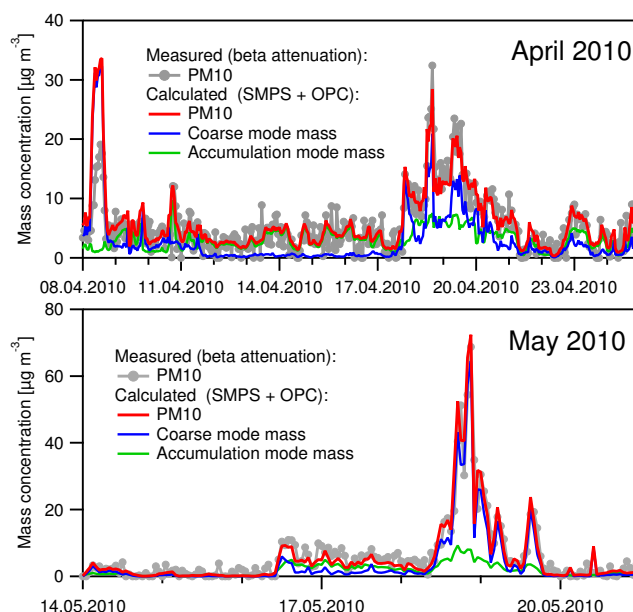 40
30
20
10
0
Mass concentration [µg m⁻³]
April 2010
Measured (beta attenuation):
PM10
Calculated (SMPS + OPC):
PM10
Coarse mode mass
Accumulation mode mass
08.04.2010 11.04.2010 14.04.2010 17.04.2010 20.04.2010 23.04.2010
80
60
40
20
0
Mass concentration [µg m⁻³]
May 2010
Measured (beta attenuation):
PM10
Calculated (SMPS + OPC):
PM10
Coarse mode mass
Accumulation mode mass
14.05.2010 17.05.2010 20.05.2010